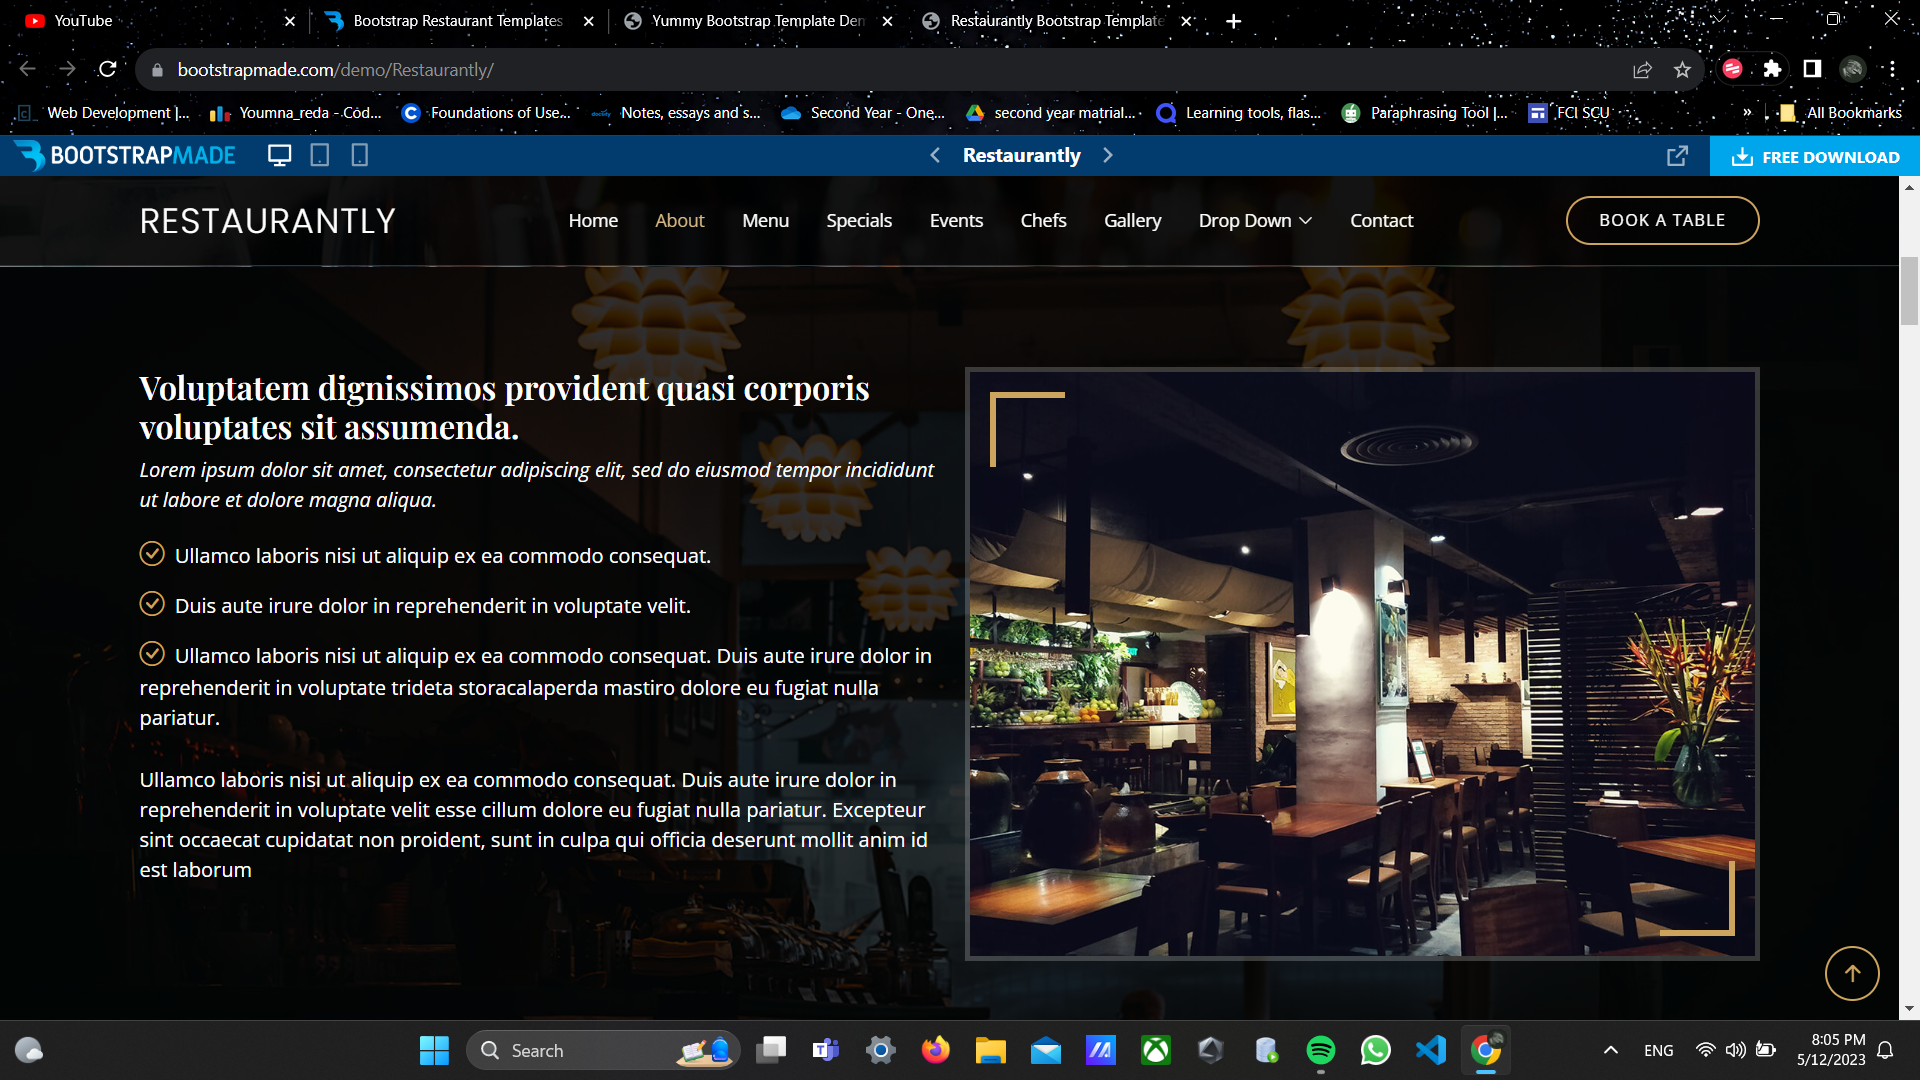 YouTube
Bootstrap Restaurant Templates
Yummy Bootstrap Template Dem
Restaurantly Bootstrap Template
bootstrapmade.com/demo/Restaurantly/
Web Development |...
Youmna_reda - Cod...
Foundations of Use...
Notes, essays and s...
Second Year - One...
second year matrial...
Learning tools, flas...
Paraphrasing Tool |...
FCI SCU
»
All Bookmarks
BOOTSTRAPMADE
Restaurantly
FREE DOWNLOAD
RESTAURANTLY
Home
About
Menu
Specials
Events
Chefs
Gallery
Drop Down
Contact
BOOK A TABLE
Voluptatem dignissimos provident quasi corporis
voluptates sit assumenda.
Lorem ipsum dolor sit amet, consectetur adipiscing elit, sed do eiusmod tempor incididunt
ut labore et dolore magna aliqua.
Ullamco laboris nisi ut aliquip ex ea commodo consequat.
Duis aute irure dolor in reprehenderit in voluptate velit.
Ullamco laboris nisi ut aliquip ex ea commodo consequat. Duis aute irure dolor in
reprehenderit in voluptate trideta storacalaperda mastiro dolore eu fugiat nulla
pariatur.
Ullamco laboris nisi ut aliquip ex ea commodo consequat. Duis aute irure dolor in
reprehenderit in voluptate velit esse cillum dolore eu fugiat nulla pariatur. Excepteur
sint occaecat cupidatat non proident, sunt in culpa qui officia deserunt mollit anim id
est laborum
Search
ENG
8:05 PM
5/12/2023